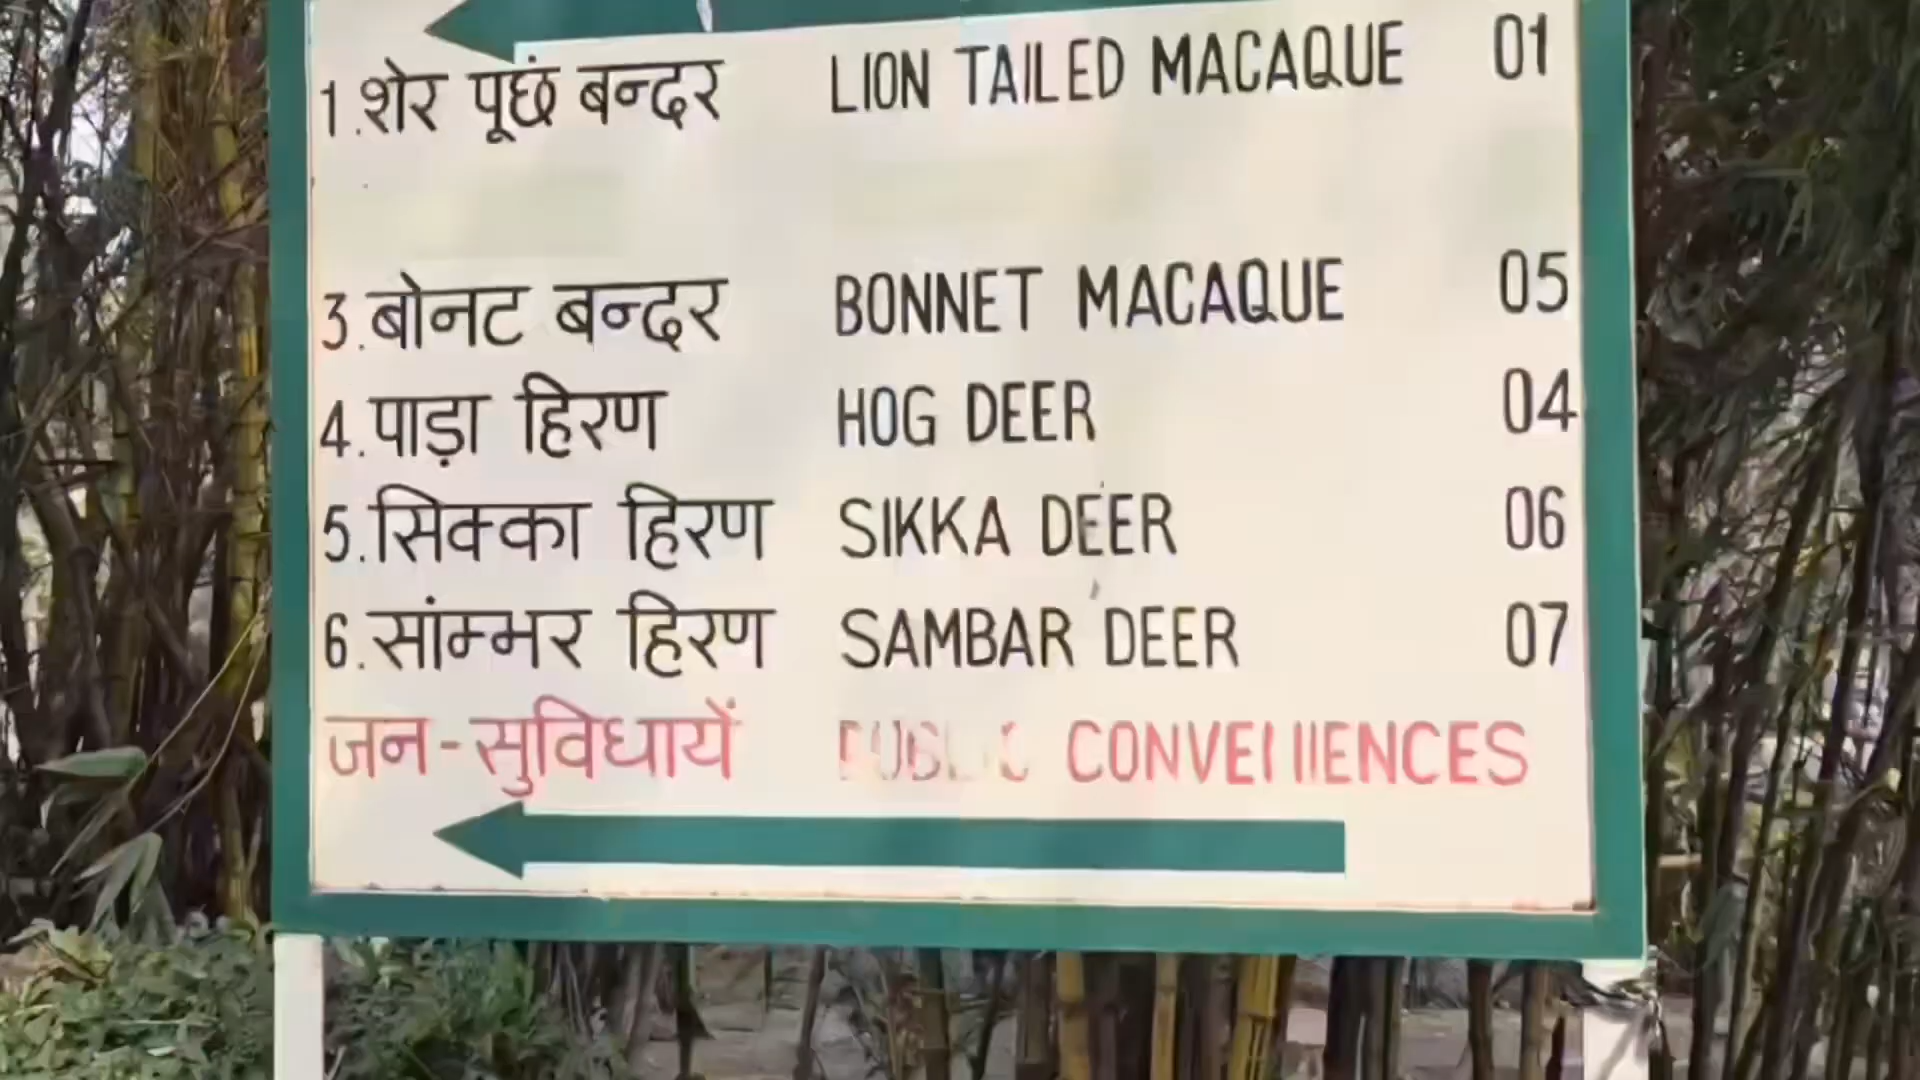 1.शेर पूछं बन्दर LION TAILED MACAQUE 01
3.बोनट बन्दर BONNET MACAQUE 05
4.पाड़ा हिरण HOG DEER 04
5.सिक्का हिरण SIKKA DEER 06
6.सांम्भर हिरण SAMBAR DEER 07
जन-सुविधायें PUBLIC CONVENIENCES